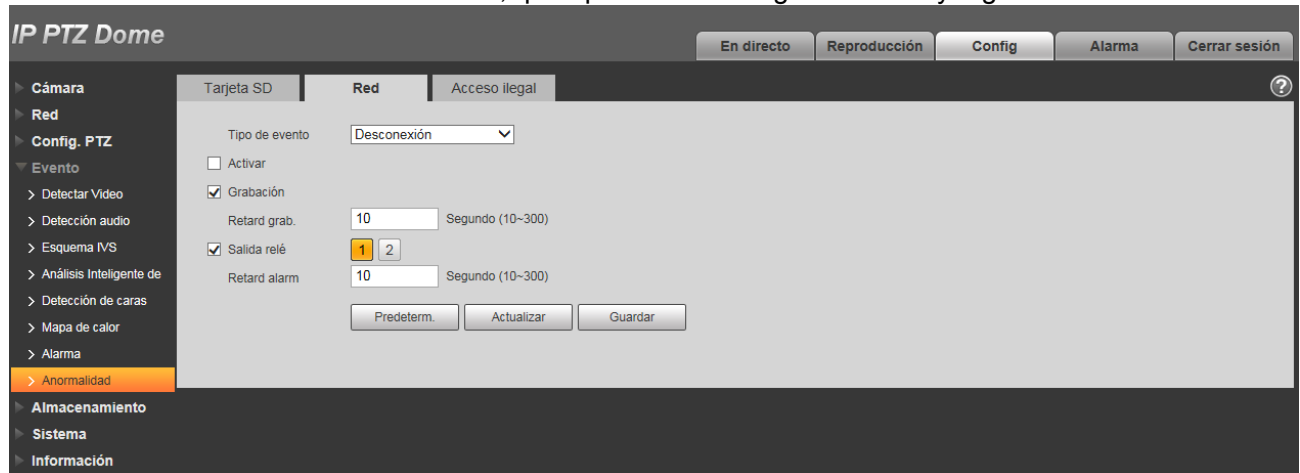 IP PTZ Dome
En directo
Reproducción
Config
Alarma
Cerrar sesión
Cámara
Red
Config. PTZ
Evento
Detectar Video
Detección audio
Esquema IVS
Análisis Inteligente de
Detección de caras
Mapa de calor
Alarma
Anormalidad
Almacenamiento
Sistema
Información
Tarjeta SD
Red
Acceso ilegal
?
Tipo de evento Desconexión
Activar
Grabación
Retard grab. 10 Segundo (10~300)
Salida relé 1 2
Retard alarm 10 Segundo (10~300)
Predeterm. Actualizar Guardar